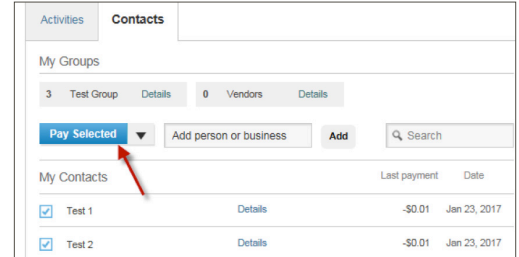 Activities Contacts
My Groups
3 Test Group Details 0 Vendors Details
Pay Selected Add person or business Add Search
My Contacts Last payment Date
Test 1 Details -$0.01 Jan 23, 2017
Test 2 Details -$0.01 Jan 23, 2017